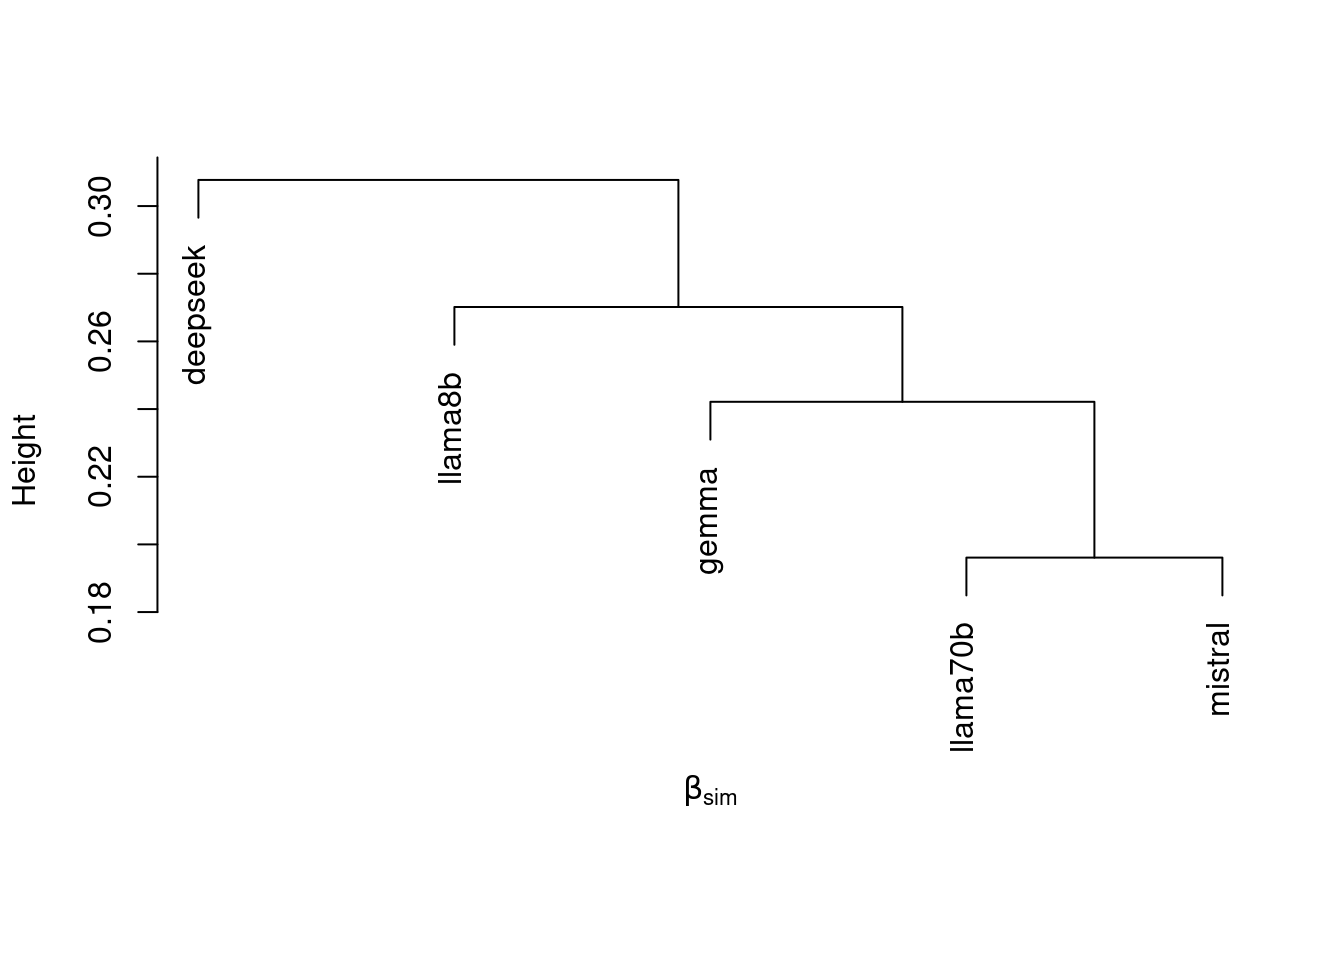 Height
0.30
0.26
0.22
0.18
deepseek
llama8b
gemma
llama70b
mistral
βsim